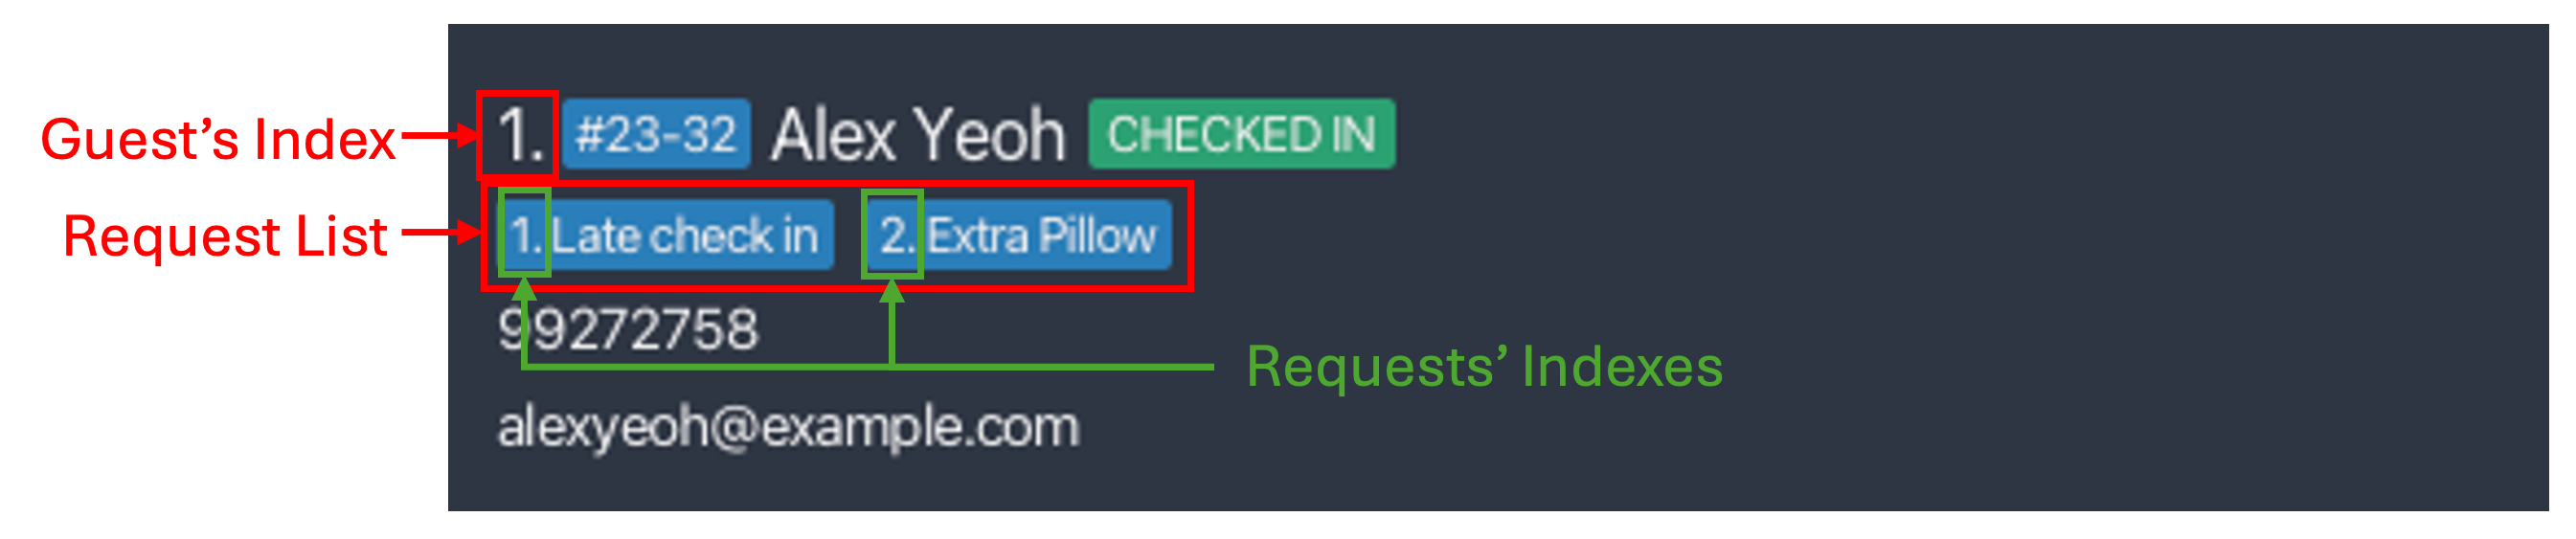 Guest's Index
1. #23-32 Alex Yeoh CHECKED IN
Request List
1. Late check in 2. Extra Pillow
99272758
Requests' Indexes
alexyeoh@example.com